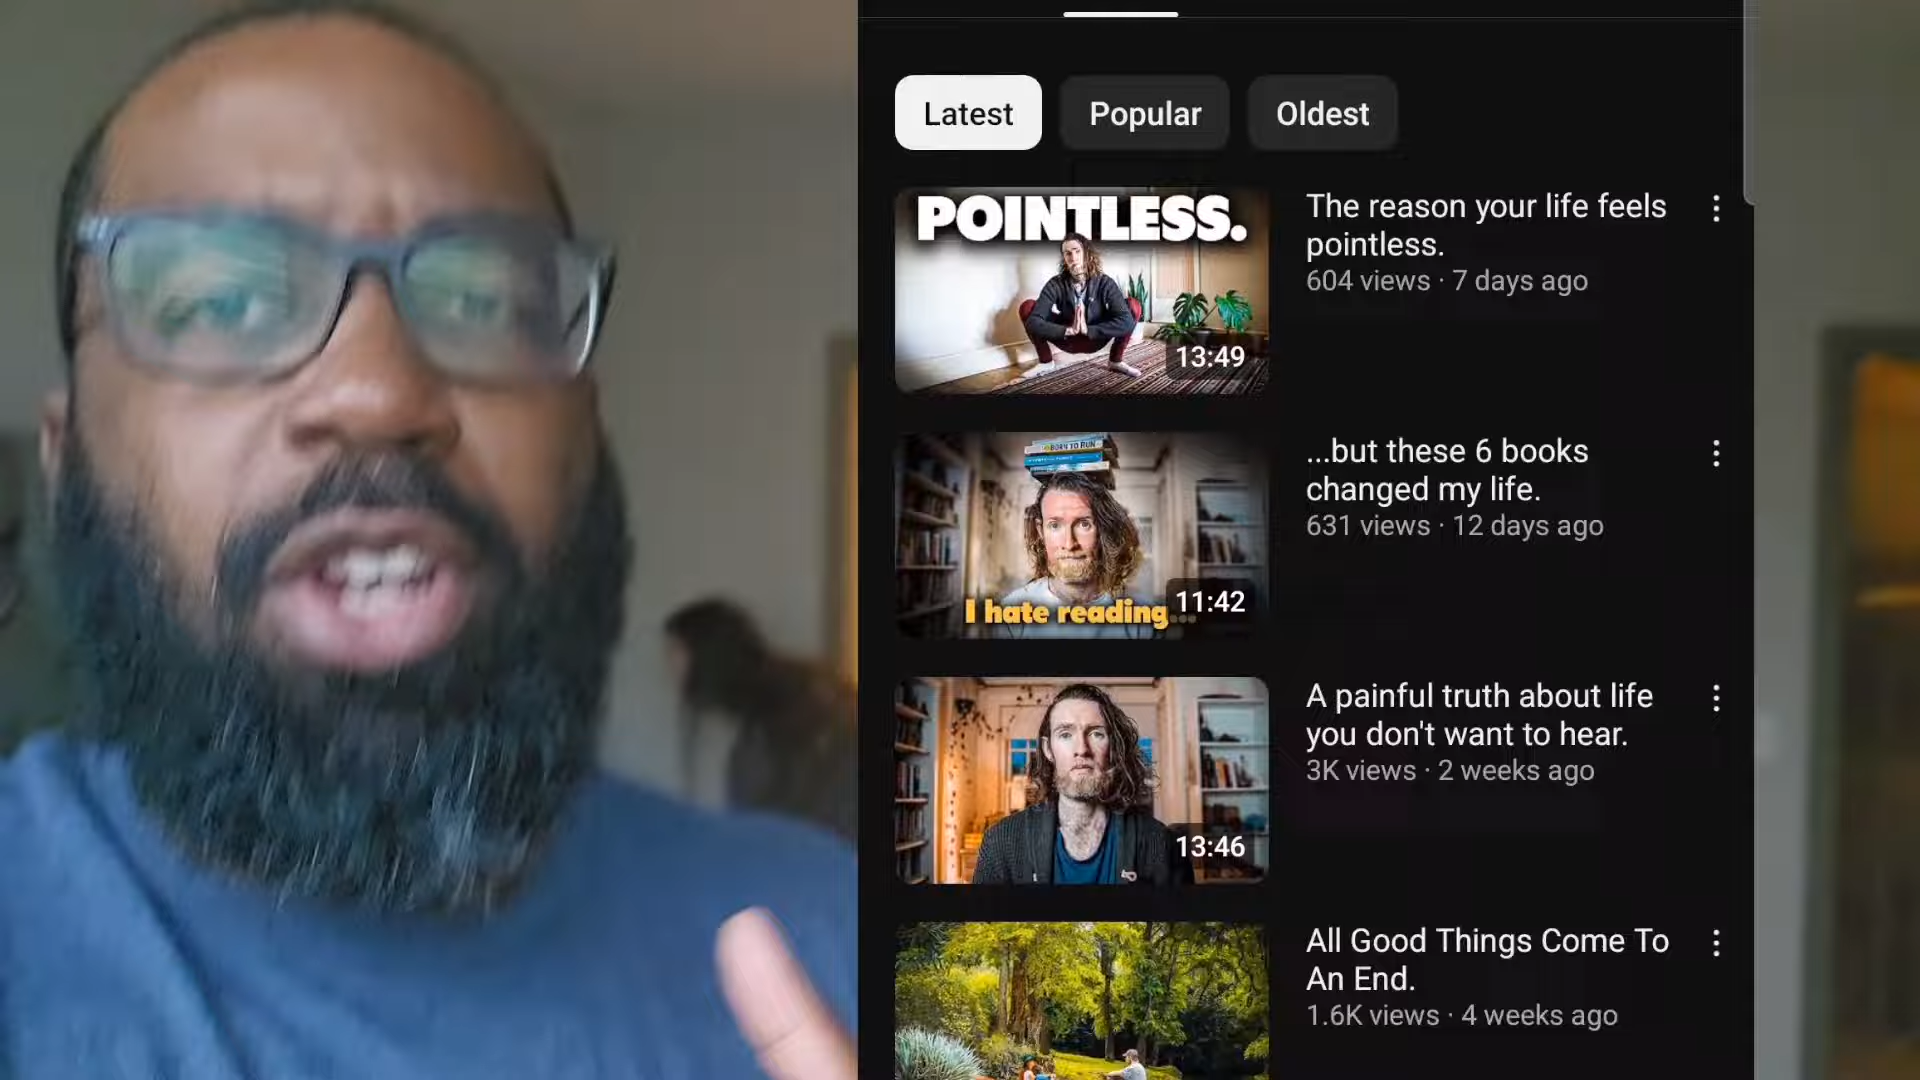 Latest
Popular
Oldest
POINTLESS.
13:49
The reason your life feels
pointless.
604 views · 7 days ago
BORN TO RUN
I hate reading...
11:42
...but these 6 books
changed my life.
631 views · 12 days ago
13:46
A painful truth about life
you don't want to hear.
3K views · 2 weeks ago
All Good Things Come To
An End.
1.6K views · 4 weeks ago